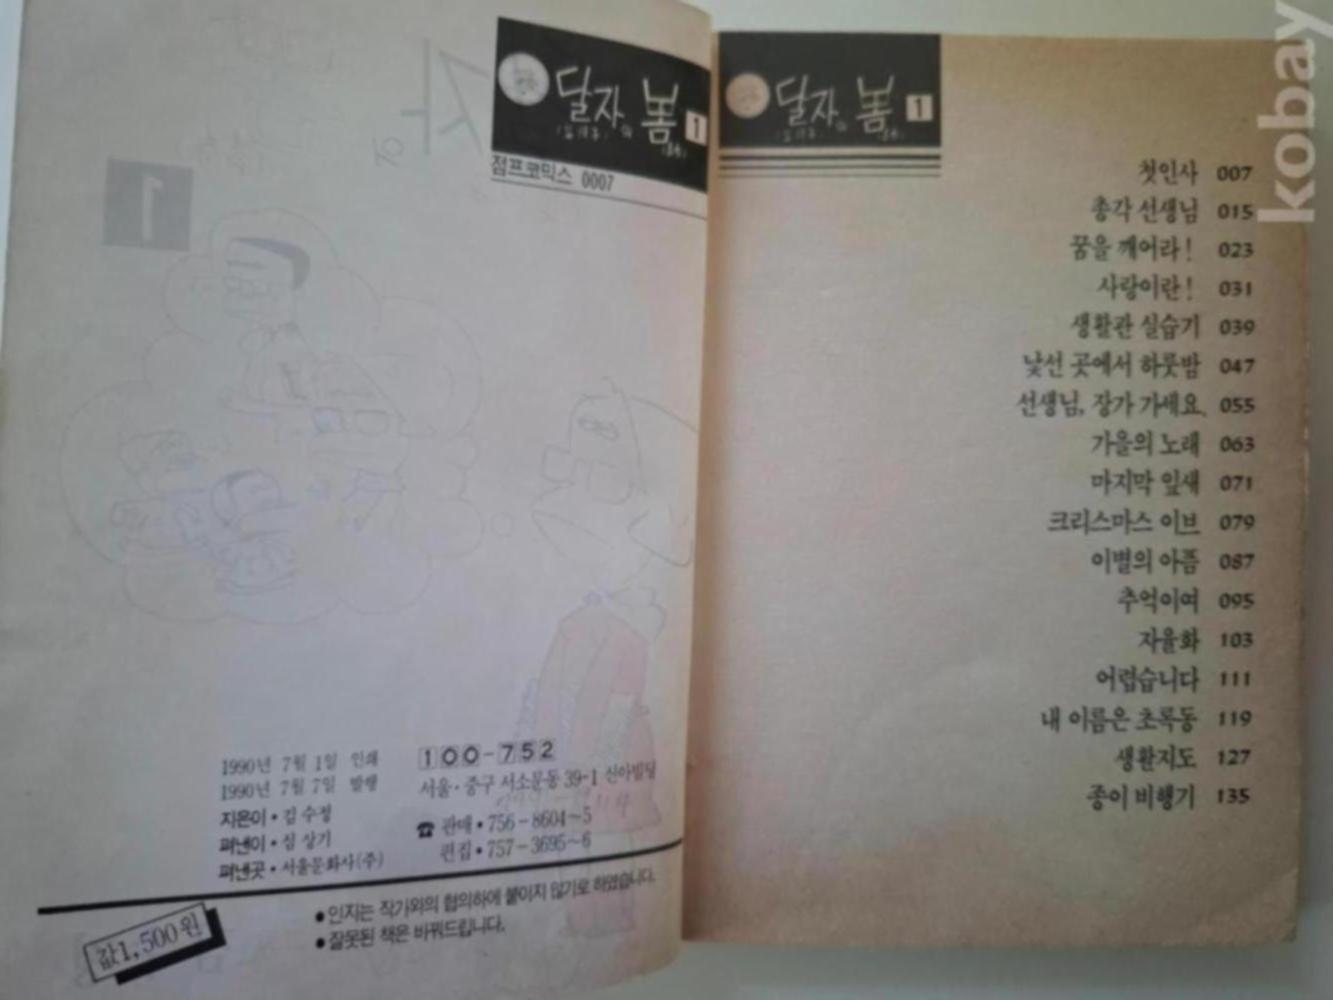 달자의 봄 1
점프코믹스 0007
1
1990년 7월 1일 인쇄
1990년 7월 7일 발행
지은이 • 김수정
펴낸이 • 심상기
펴낸곳 • 서울문화사(주)
100-752
서울·중구 서소문동 39-1 신아빌딩
☎ 판매 • 756-8604~5
편집 • 757-3695~6
값1,500원
● 인지는 작가와의 협의하에 붙이지 않기로 하였습니다.
● 잘못된 책은 바꿔드립니다.
달자의 봄 1
첫인사 007
총각 선생님 015
꿈을 깨어라! 023
사랑이란! 031
생활관 실습기 039
낯선 곳에서 하룻밤 047
선생님, 장가 가세요. 055
가을의 노래 063
마지막 잎새 071
크리스마스 이브 079
이별의 아픔 087
추억이여 095
자율화 103
어렵습니다 111
내 이름은 초록동 119
생활지도 127
종이 비행기 135
kobay